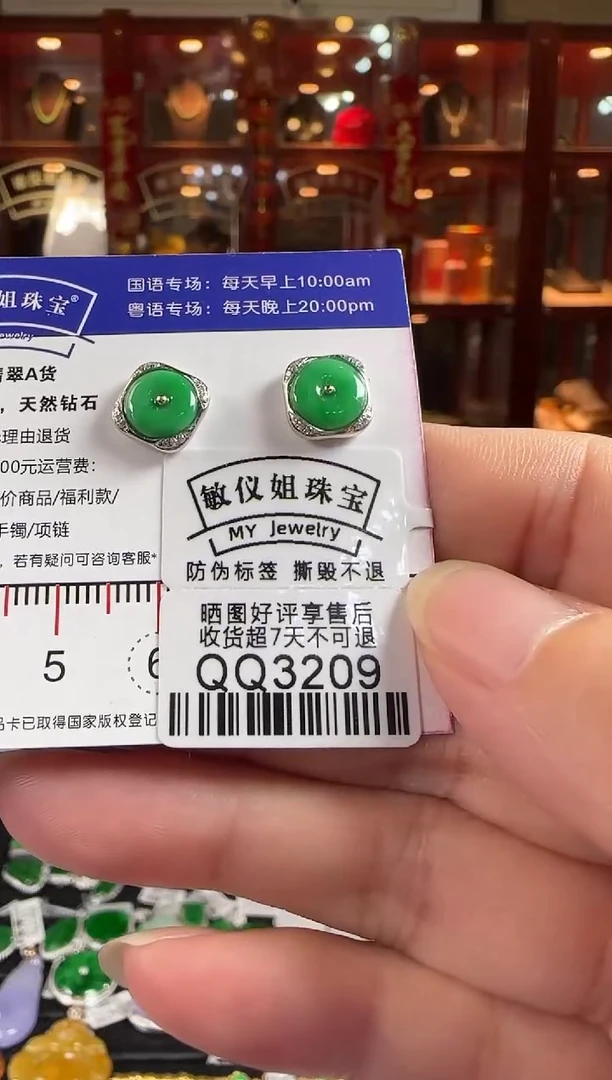 国语专场：每天早上10:00am
粤语专场：每天晚上20:00pm
姐珠宝®
ewelry
翠A货
，天然钻石
理由退货
00元运营费：
价商品/福利款/
手镯/项链
，若有疑问可咨询客服*
敏仪姐珠宝
MY Jewelry
防伪标签 撕毁不退
晒图好评享售后
收货超7天不可退
QQ3209
5
6
品卡已取得国家版权登记